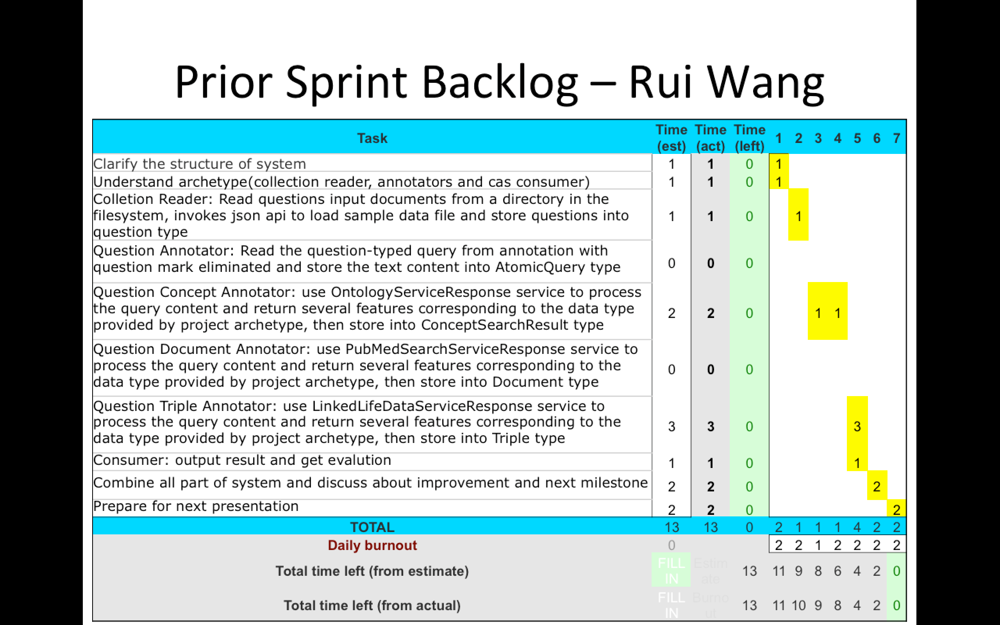 Prior Sprint Backlog – Rui Wang
Task Time (est) Time (act) Time (left) 1 2 3 4 5 6 7
Clarify the structure of system 1 1 0 1
Understand archetype(collection reader, annotators and cas consumer) 1 1 0 1
Colletion Reader: Read questions input documents from a directory in the
filesystem, invokes json api to load sample data file and store questions into
question type
1 1 0 1
Question Annotator: Read the question-typed query from annotation with
question mark eliminated and store the text content into AtomicQuery type
0 0 0
Question Concept Annotator: use OntologyServiceResponse service to process
the query content and return several features corresponding to the data type
provided by project archetype, then store into ConceptSearchResult type
2 2 0 1 1
Question Document Annotator: use PubMedSearchServiceResponse service to
process the query content and return several features corresponding to the
data type provided by project archetype, then store into Document type
0 0 0
Question Triple Annotator: use LinkedLifeDataServiceResponse service to
process the query content and return several features corresponding to the
data type provided by project archetype, then store into Triple type
3 3 0 3
Consumer: output result and get evalution 1 1 0 1
Combine all part of system and discuss about improvement and next milestone 2 2 0 2
Prepare for next presentation 2 2 0 2
TOTAL 13 13 0 2 1 1 1 4 2 2
Daily burnout 0 2 2 1 2 2 2 2
Total time left (from estimate) FILL IN Estimate 13 11 9 8 6 4 2 0
Total time left (from actual) FILL IN Burnout 13 11 10 9 8 4 2 0